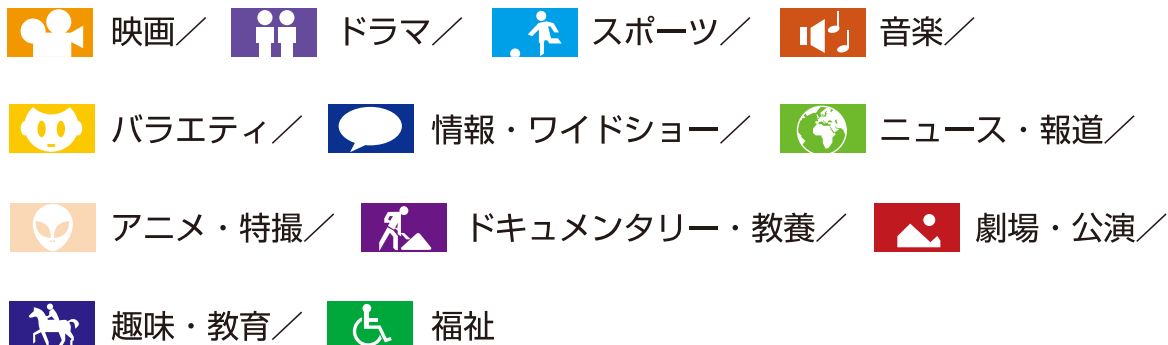 映画／ ドラマ／ スポーツ／ 音楽／
バラエティ／ 情報・ワイドショー／ ニュース・報道／
アニメ・特撮／ ドキュメンタリー・教養／ 劇場・公演／
趣味・教育／ 福祉